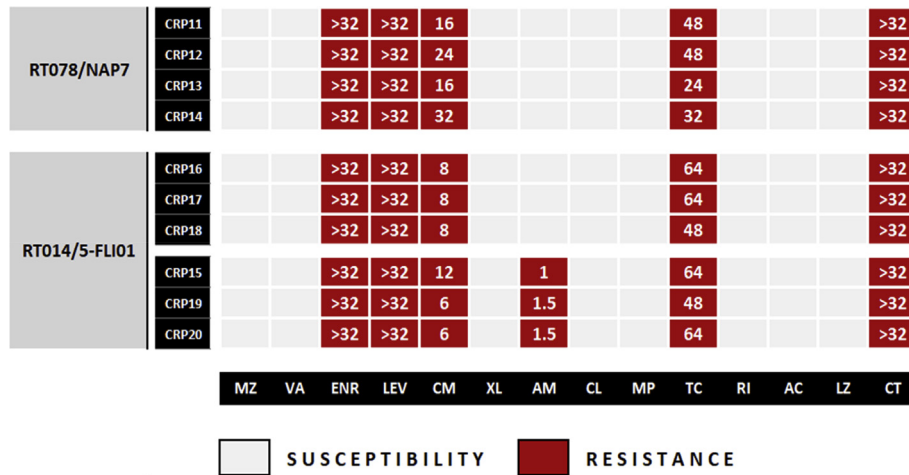 RT078/NAP7
CRP11 >32 >32 16 48 >32
CRP12 >32 >32 24 48 >32
CRP13 >32 >32 16 24 >32
CRP14 >32 >32 32 32 >32
RT014/5-FLI01
CRP16 >32 >32 8 64 >32
CRP17 >32 >32 8 64 >32
CRP18 >32 >32 8 48 >32
CRP15 >32 >32 12 1 64 >32
CRP19 >32 >32 6 1.5 48 >32
CRP20 >32 >32 6 1.5 64 >32
MZ VA ENR LEV CM XL AM CL MP TC RI AC LZ CT
SUSCEPTIBILITY RESISTANCE